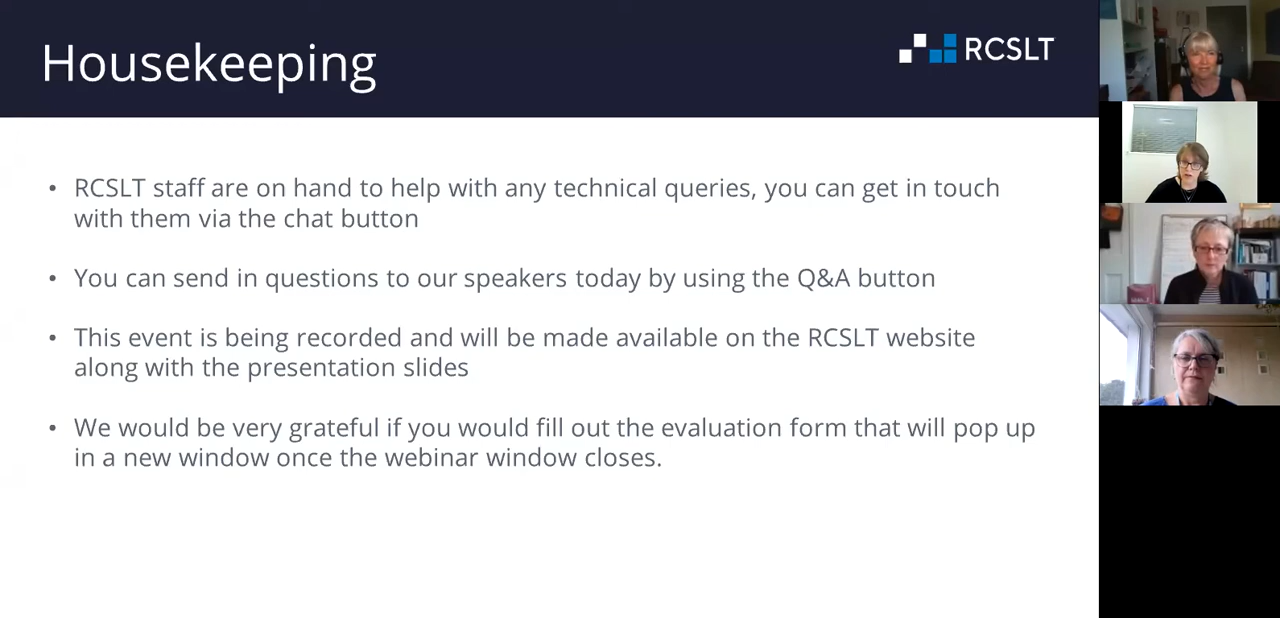 Housekeeping
RCSLT
• RCSLT staff are on hand to help with any technical queries, you can get in touch
with them via the chat button
• You can send in questions to our speakers today by using the Q&A button
• This event is being recorded and will be made available on the RCSLT website
along with the presentation slides
• We would be very grateful if you would fill out the evaluation form that will pop up
in a new window once the webinar window closes.